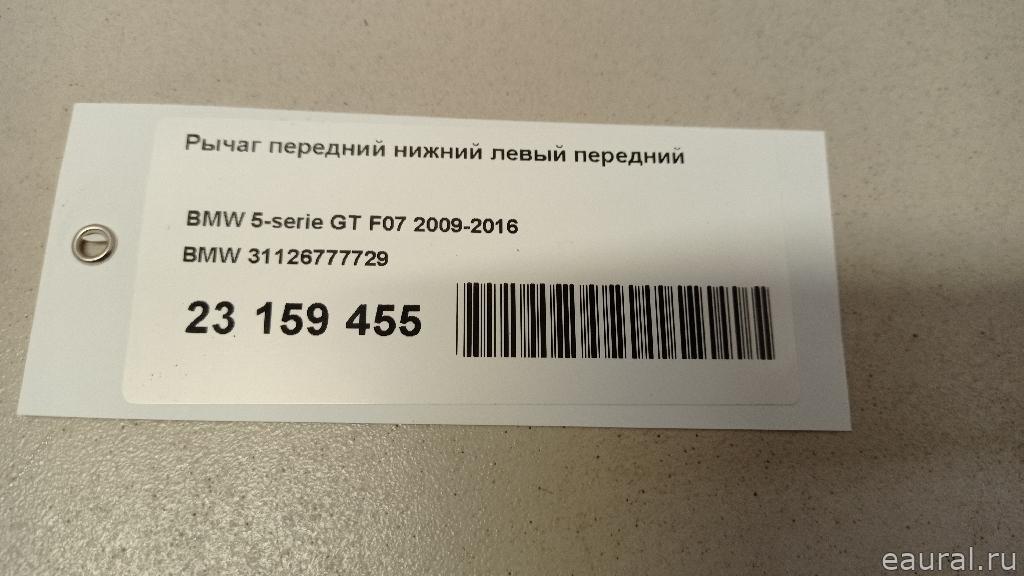 Рычаг передний нижний левый передний
BMW 5-serie GT F07 2009-2016
BMW 31126777729
23 159 455
eaural.ru